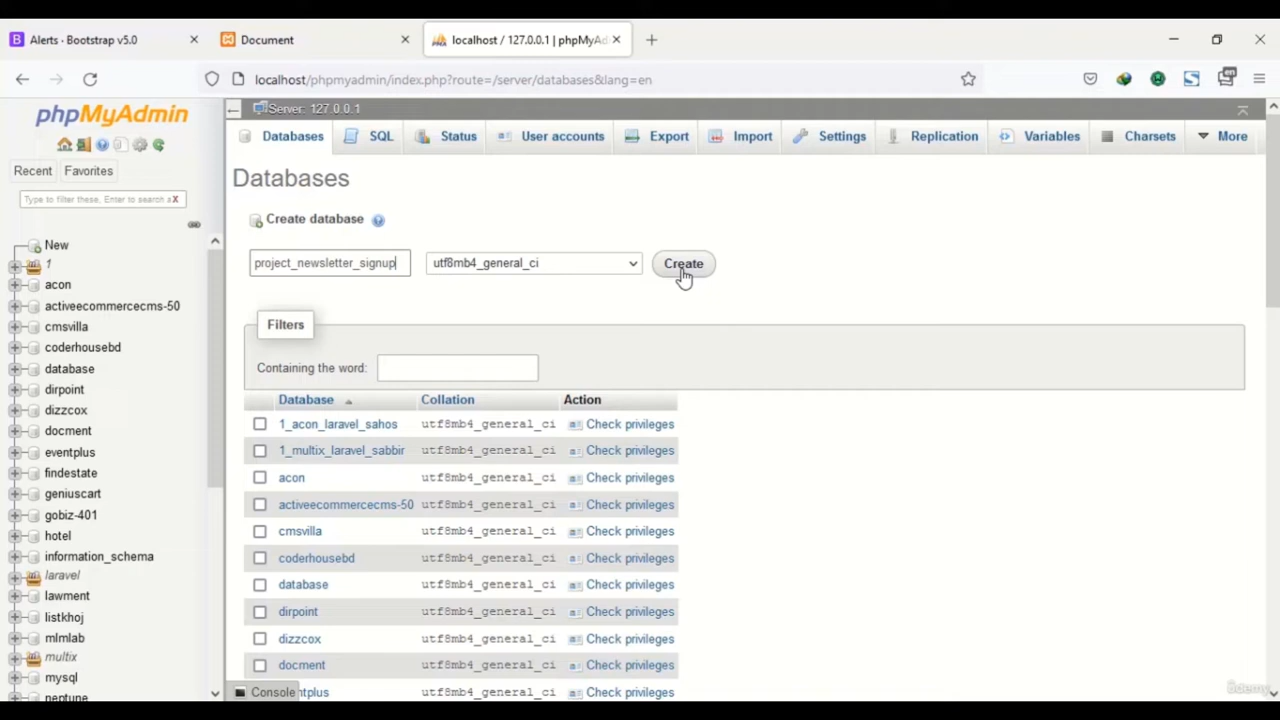 Alerts · Bootstrap v5.0
Document
localhost / 127.0.0.1 | phpMyAd
localhost/phpmyadmin/index.php?route=/server/databases&lang=en
phpMyAdmin
Recent Favorites
Type to filter these, Enter to search a X
New
1
acon
activeecommercecms-50
cmsvilla
coderhousebd
database
dirpoint
dizzcox
docment
eventplus
findestate
geniuscart
gobiz-401
hotel
information_schema
laravel
lawment
listkhoj
mlmlab
multix
mysql
neptune
Server: 127.0.0.1
Databases SQL Status User accounts Export Import Settings Replication Variables Charsets More
Databases
Create database
project_newsletter_signup utf8mb4_general_ci Create
Filters
Containing the word:
Database Collation Action
1_acon_laravel_sahos utf8mb4_general_ci Check privileges
1_multix_laravel_sabbir utf8mb4_general_ci Check privileges
acon utf8mb4_general_ci Check privileges
activeecommercecms-50 utf8mb4_general_ci Check privileges
cmsvilla utf8mb4_general_ci Check privileges
coderhousebd utf8mb4_general_ci Check privileges
database utf8mb4_general_ci Check privileges
dirpoint utf8mb4_general_ci Check privileges
dizzcox utf8mb4_general_ci Check privileges
docment utf8mb4_general_ci Check privileges
ntplus utf8mb4_general_ci Check privileges
Console
ûdemy